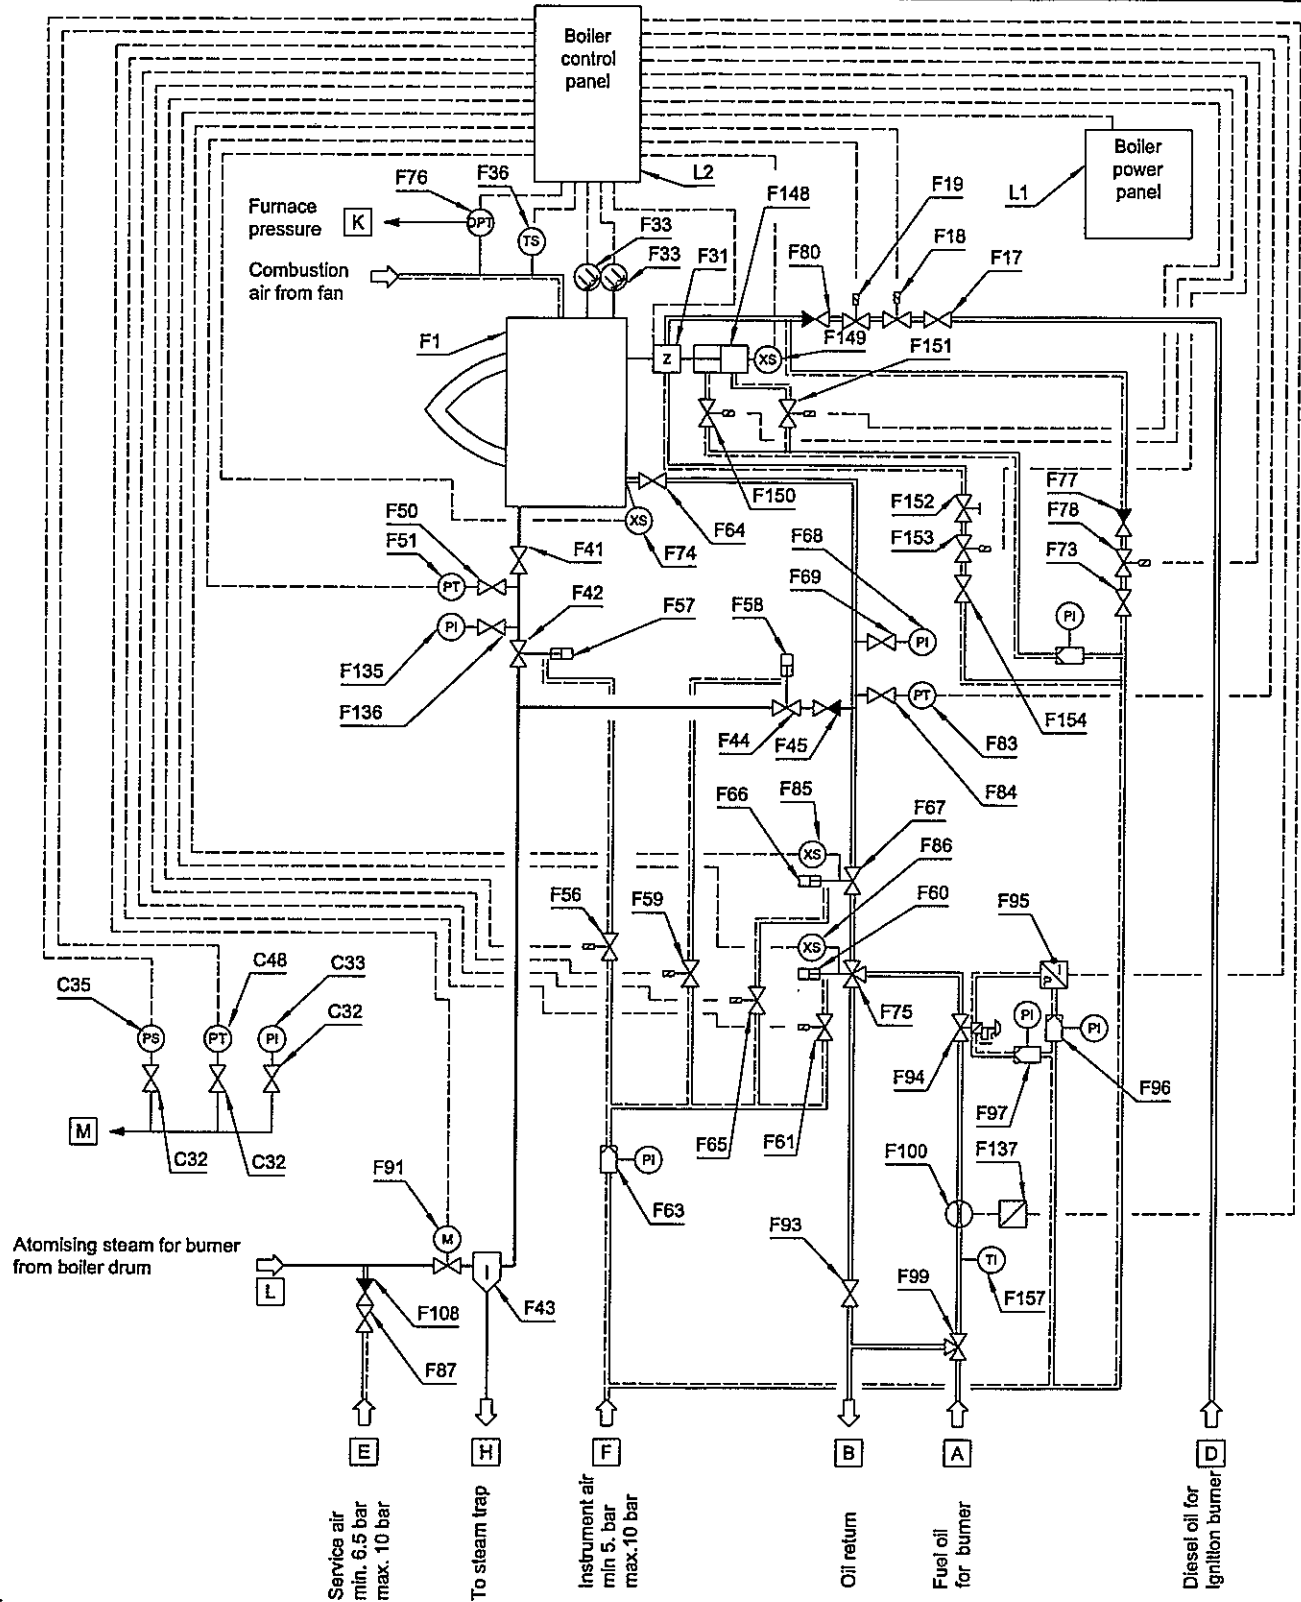 Boiler
control
panel
Boiler
power
panel
L2
L1
F76
F36
F148
F19
F18
F17
Furnace
pressure
K
DPT
TS
F33
F33
F31
F80
Combustion
air from fan
F1
F149
F151
Z
XS
F50
F51
F41
XS
F64
F74
F150
F152
F153
F77
F78
F73
F68
F69
PT
F42
F57
F58
PI
PI
PI
F135
F136
F44
F45
PT
F83
F84
F154
F66
F85
F67
F86
F60
XS
F56
F59
XS
F95
I
P
C35
C48
C33
C32
PS
PT
PI
F75
PI
PI
F94
F97
F96
M
C32
C32
F65
F61
F100
F137
F91
PI
F63
M
F93
TI
F99
F157
Atomising steam for burner
from boiler drum
L
I
F108
F43
F87
E
H
F
B
A
D
Service air
min. 6.5 bar
max. 10 bar
To steam trap
Instrument air
min 5. bar
max.10 bar
Oil return
Fuel oil
for burner
Diesel oil for
Ignition burner